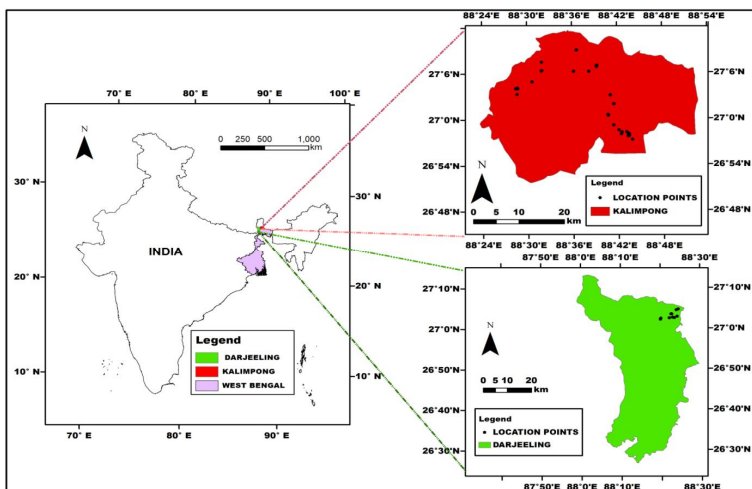 70° E 80° E 90° E 100° E
N
0 250 500 1,000
km
30° N
30° N
INDIA
20° N
20° N
Legend
DARJEELING
KALIMPONG
WEST BENGAL
10° N
10° N
70° E 80° E 90° E
88°24'E 88°30'E 88°36'E 88°42'E 88°48'E 88°54'E
27°6'N
27°6'N
27°0'N
27°0'N
26°54'N
26°54'N
N
Legend
LOCATION POINTS
KALIMPONG
0 5 10 20
km
26°48'N
26°48'N
88°24'E 88°30'E 88°36'E 88°42'E 88°48'E
87°50'E 88°0'E 88°10'E 88°30'E
27°10'N
27°10'N
27°0'N
27°0'N
N
26°50'N
26°50'N
0 5 10 20
km
26°40'N
26°40'N
Legend
LOCATION POINTS
DARJEELING
26°30'N
26°30'N
87°50'E 88°0'E 88°10'E 88°30'E